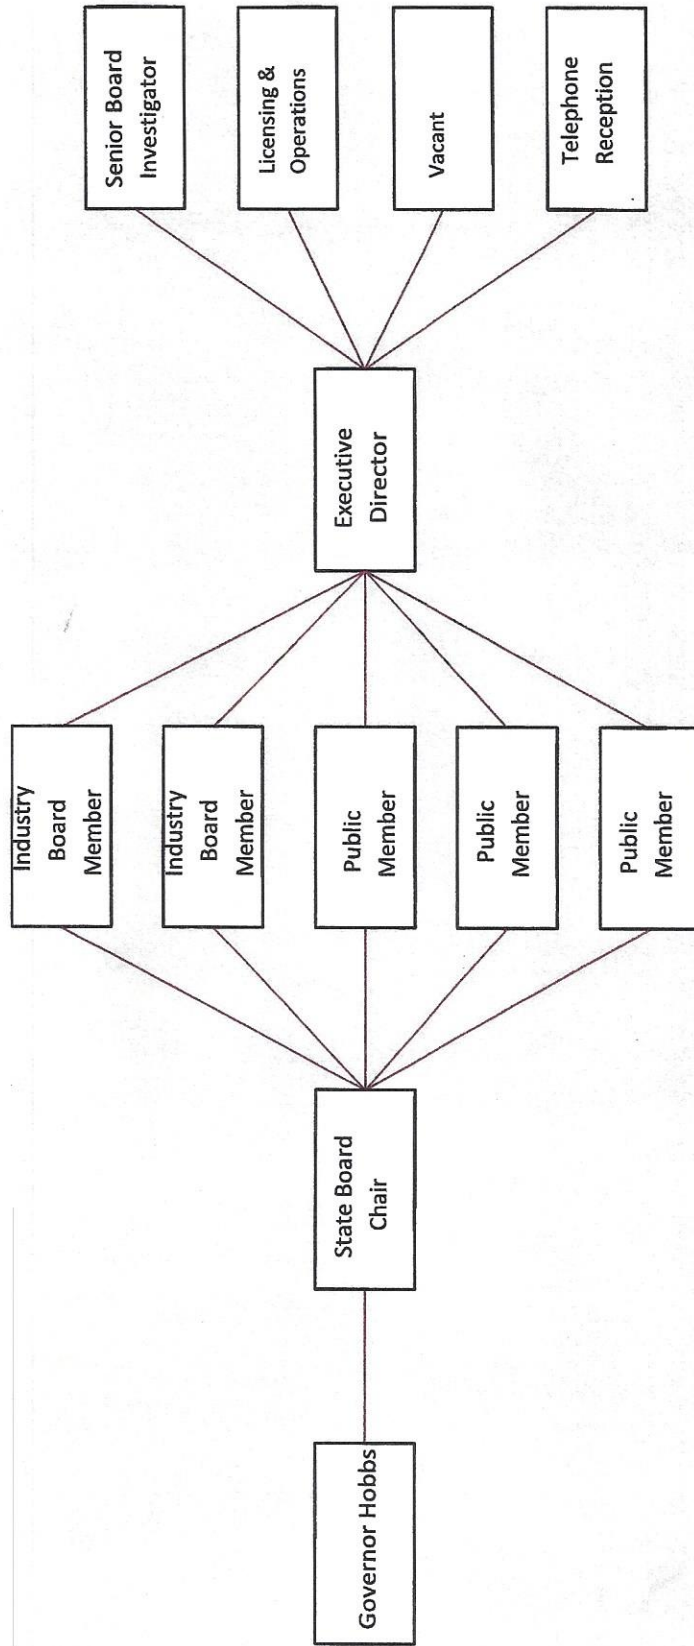 Governor Hobbs
State Board
Chair
Industry
Board
Member
Industry
Board
Member
Public
Member
Public
Member
Public
Member
Executive
Director
Senior Board
Investigator
Licensing &
Operations
Vacant
Telephone
Reception